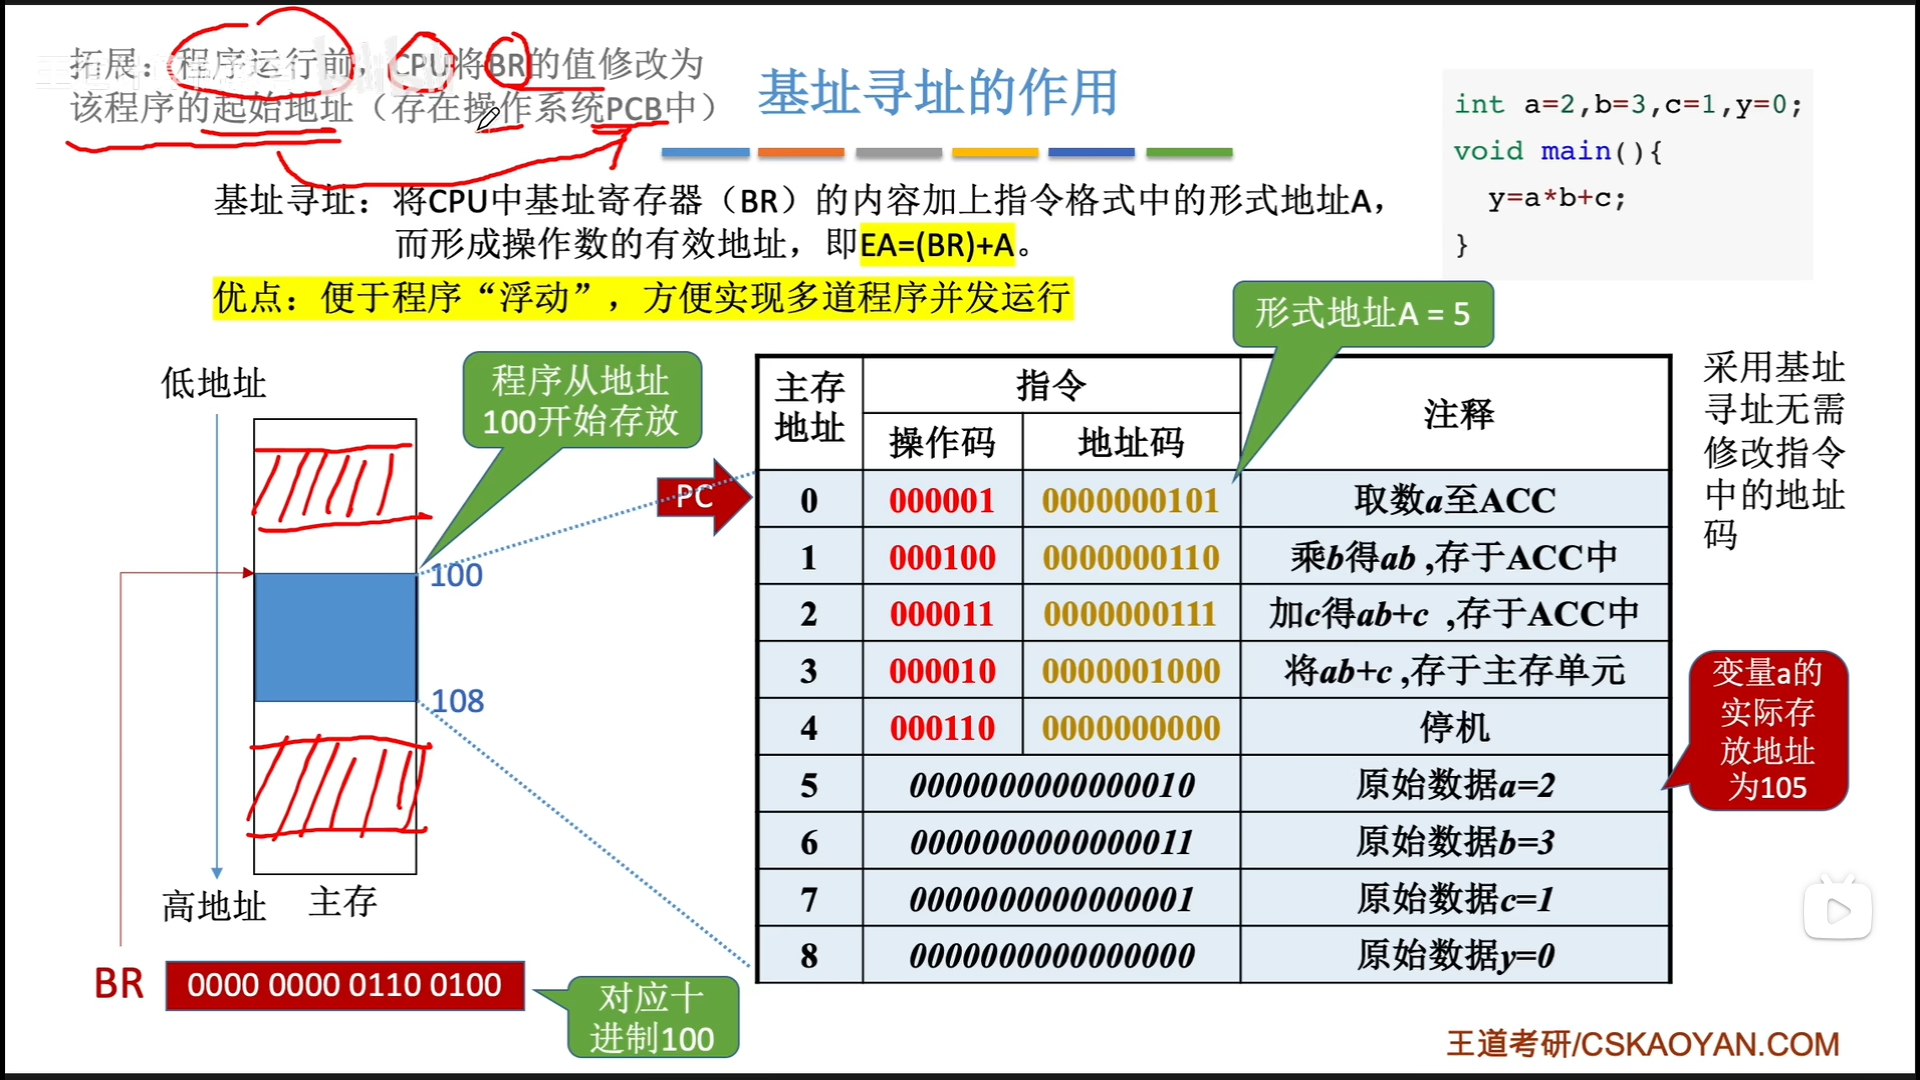 拓展：程序运行前，CPU将BR的值修改为
该程序的起始地址（存在操作系统PCB中）
基址寻址的作用
int a=2,b=3,c=1,y=0;
void main(){
y=a*b+c;
}
基址寻址：将CPU中基址寄存器（BR）的内容加上指令格式中的形式地址A，
而形成操作数的有效地址，即EA=(BR)+A。
优点：便于程序“浮动”，方便实现多道程序并发运行
形式地址A = 5
低地址
程序从地址
100开始存放
100
108
高地址
主存
BR
0000 0000 0110 0100
对应十
进制100
PC
主存地址 指令 注释
操作码 地址码
0 000001 0000000101 取数a至ACC
1 000100 0000000110 乘b得ab ,存于ACC中
2 000011 0000000111 加c得ab+c ,存于ACC中
3 000010 0000001000 将ab+c ,存于主存单元
4 000110 0000000000 停机
5 0000000000000010 原始数据a=2
6 0000000000000011 原始数据b=3
7 0000000000000001 原始数据c=1
8 0000000000000000 原始数据y=0
采用基址
寻址无需
修改指令
中的地址
码
变量a的
实际存
放地址
为105
王道考研/CSKAOYAN.COM